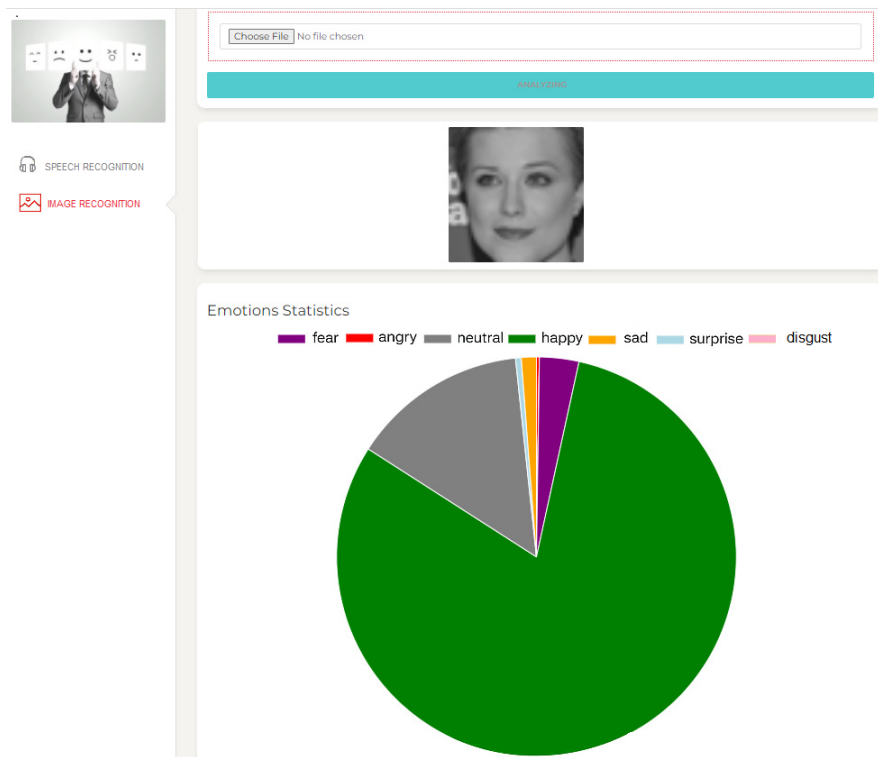 Choose File No file chosen
ANALYZING
SPEECH RECOGNITION
IMAGE RECOGNITION
Emotions Statistics
fear angry neutral happy sad surprise disgust